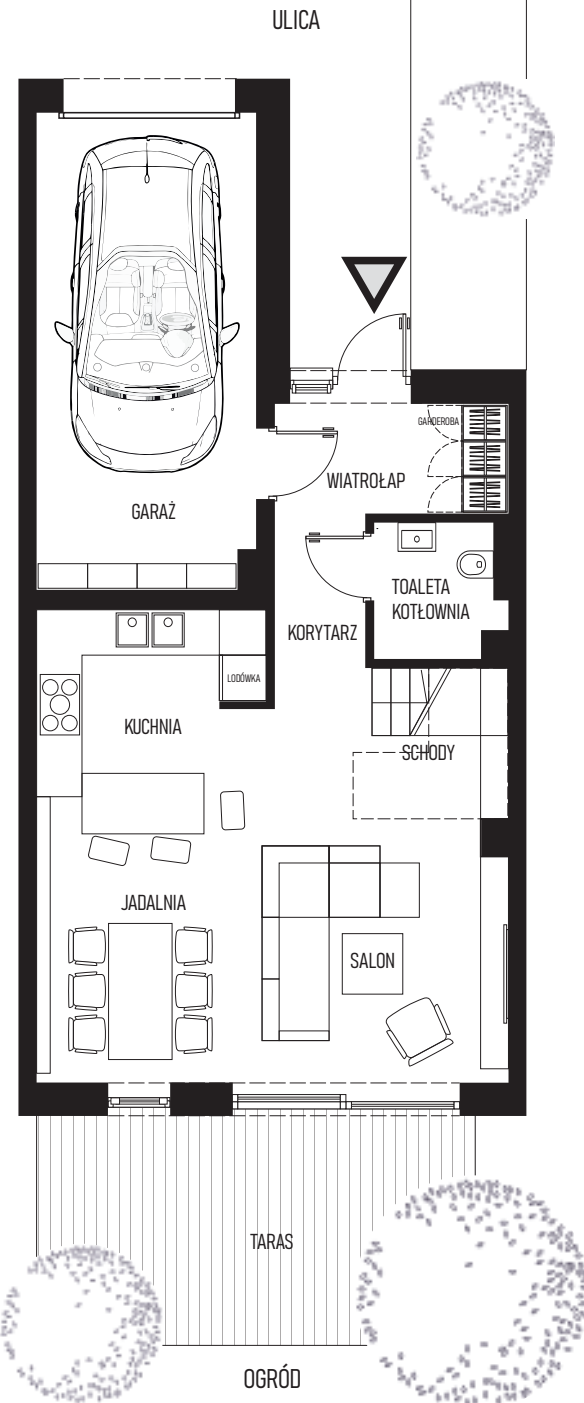 ULICA
GARDEROBA
WIATROŁAP
GARAŻ
TOALETA
KOTŁOWNIA
KORYTARZ
LODÓWKA
KUCHNIA
SCHODY
JADALNIA
SALON
TARAS
OGRÓD